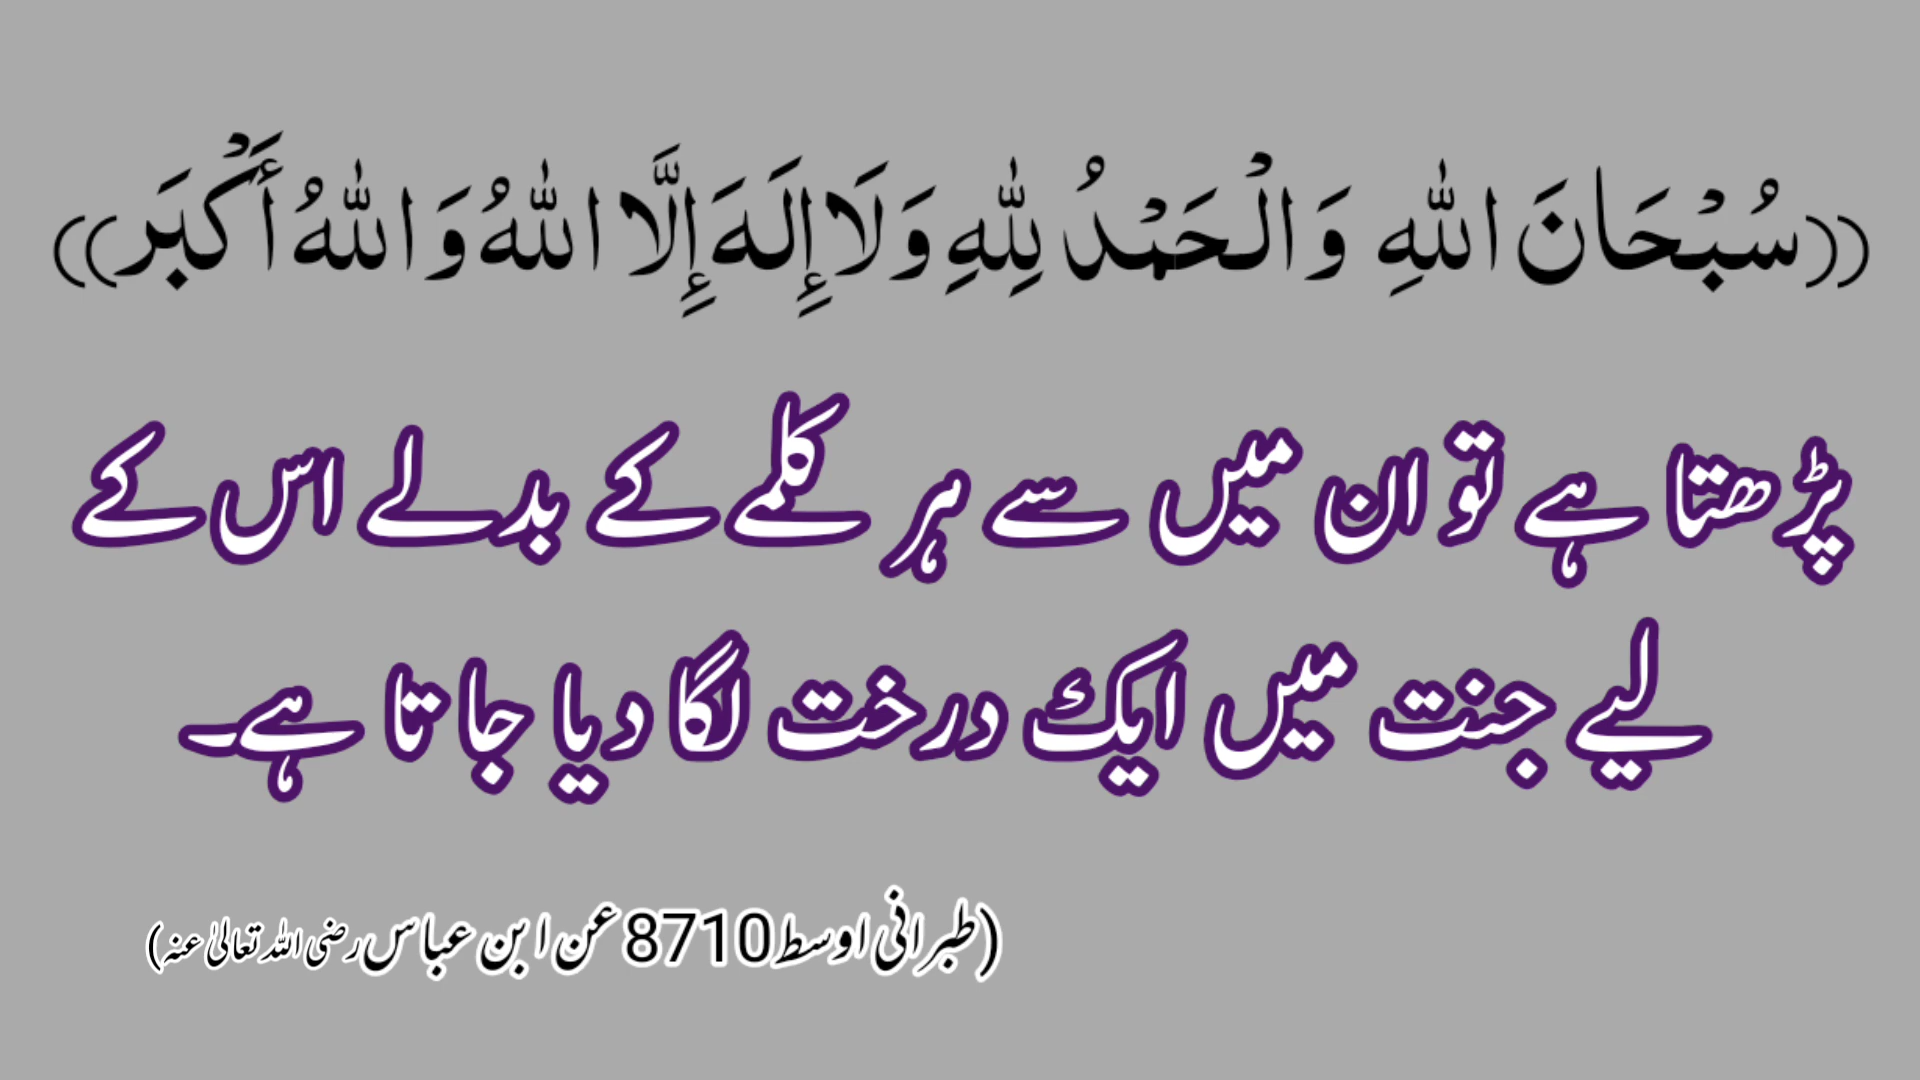 ((سُبْحَانَ اللهِ وَالْحَمْدُ لِلّٰهِ وَلَا إِلَهَ إِلَّا اللهُ وَاللهُ أَكْبَر))
پڑھتا ہے تو ان میں سے ہر کلمے کے بدلے اس کے
لیے جنت میں ایک درخت لگا دیا جاتا ہے۔
(طبرانی اوسط 8710 عن ابن عباس رضی اللہ تعالیٰ عنہ)